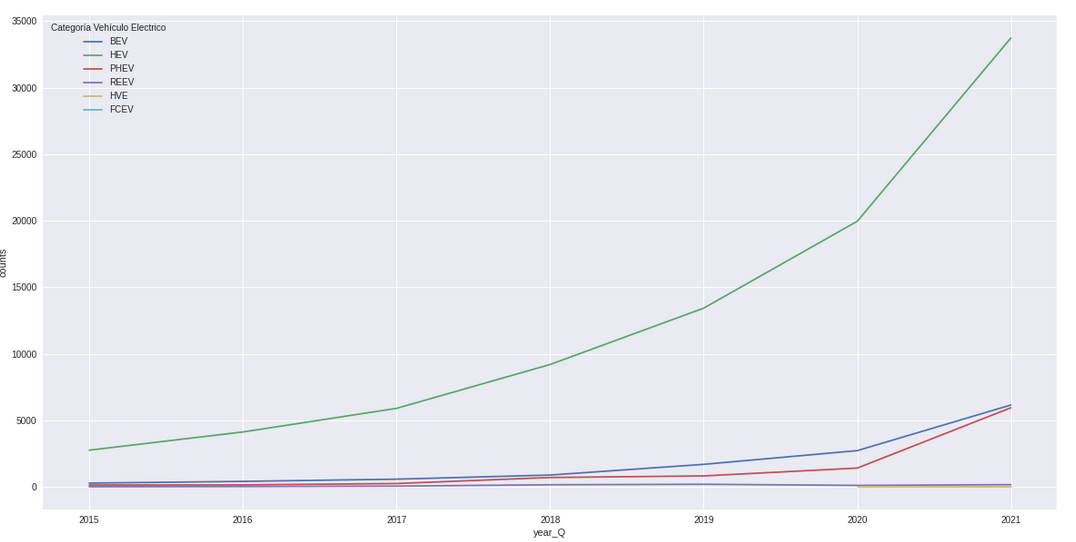 35000
30000
25000
20000
15000
10000
5000
0
counts
Categoría Vehículo Electrico
BEV
HEV
PHEV
REEV
HVE
FCEV
2015 2016 2017 2018 2019 2020 2021
year_Q